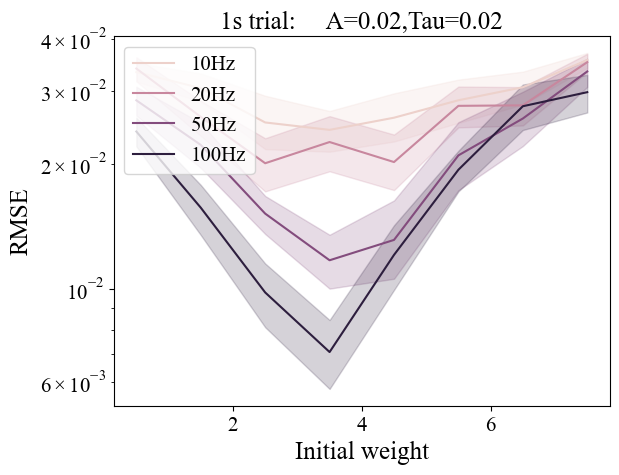 1s trial:     A=0.02,Tau=0.02
4 × 10⁻²
3 × 10⁻²
2 × 10⁻²
10⁻²
6 × 10⁻³
RMSE
10Hz
20Hz
50Hz
100Hz
2 4 6
Initial weight